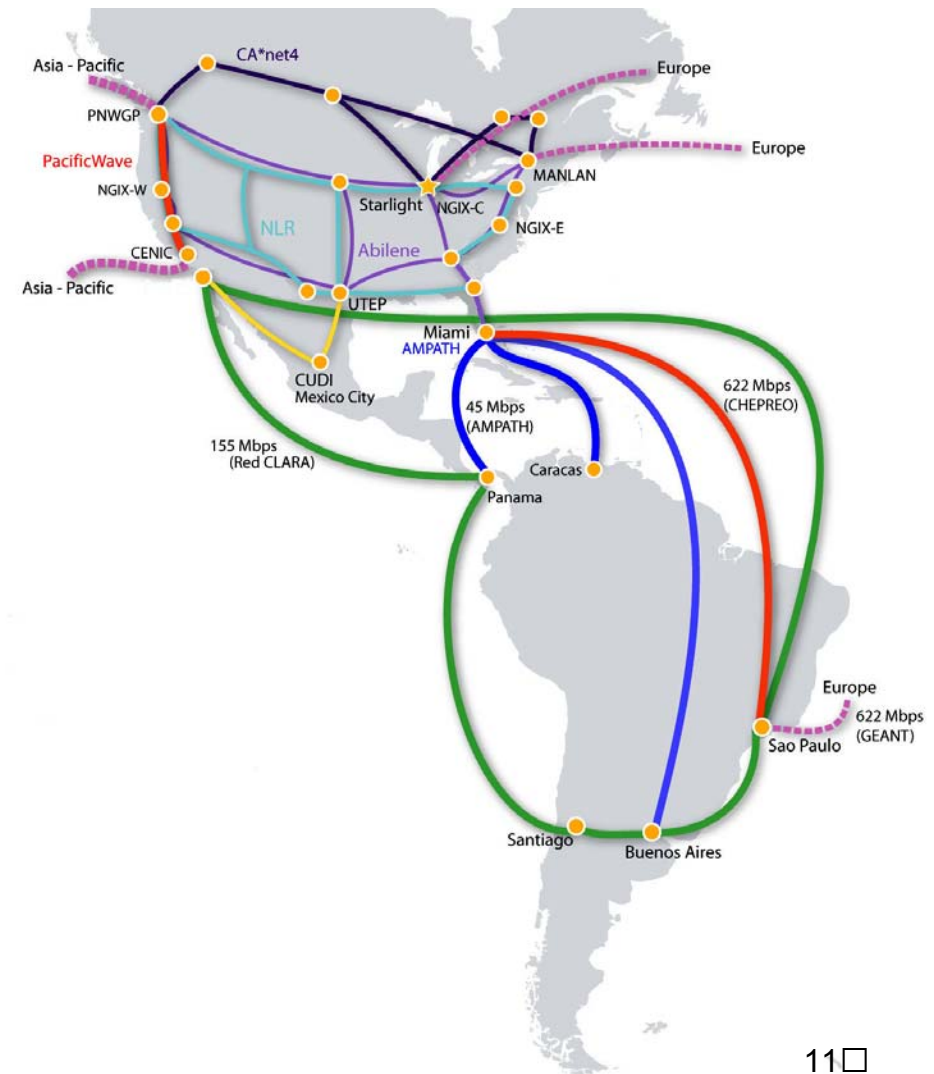 CA*net4
Asia - Pacific
Europe
PNWGP
PacificWave
Europe
MANLAN
NGIX-W
Starlight
NGIX-C
NLR
NGIX-E
Abilene
CENIC
Asia - Pacific
UTEP
Miami
AMPATH
CUDI
Mexico City
622 Mbps
(CHEPREO)
45 Mbps
(AMPATH)
155 Mbps
(Red CLARA)
Caracas
Panama
Europe
622 Mbps
(GEANT)
Sao Paulo
Santiago
Buenos Aires
11□